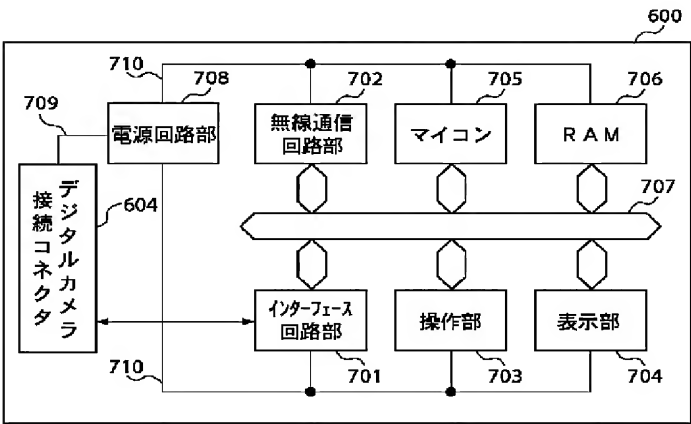 600
710
708
702
705
706
709
電源回路部
無線通信
回路部
マイコン
RAM
デジタルカメラ
接続コネクタ
604
707
インターフェース
回路部
操作部
表示部
710
701
703
704